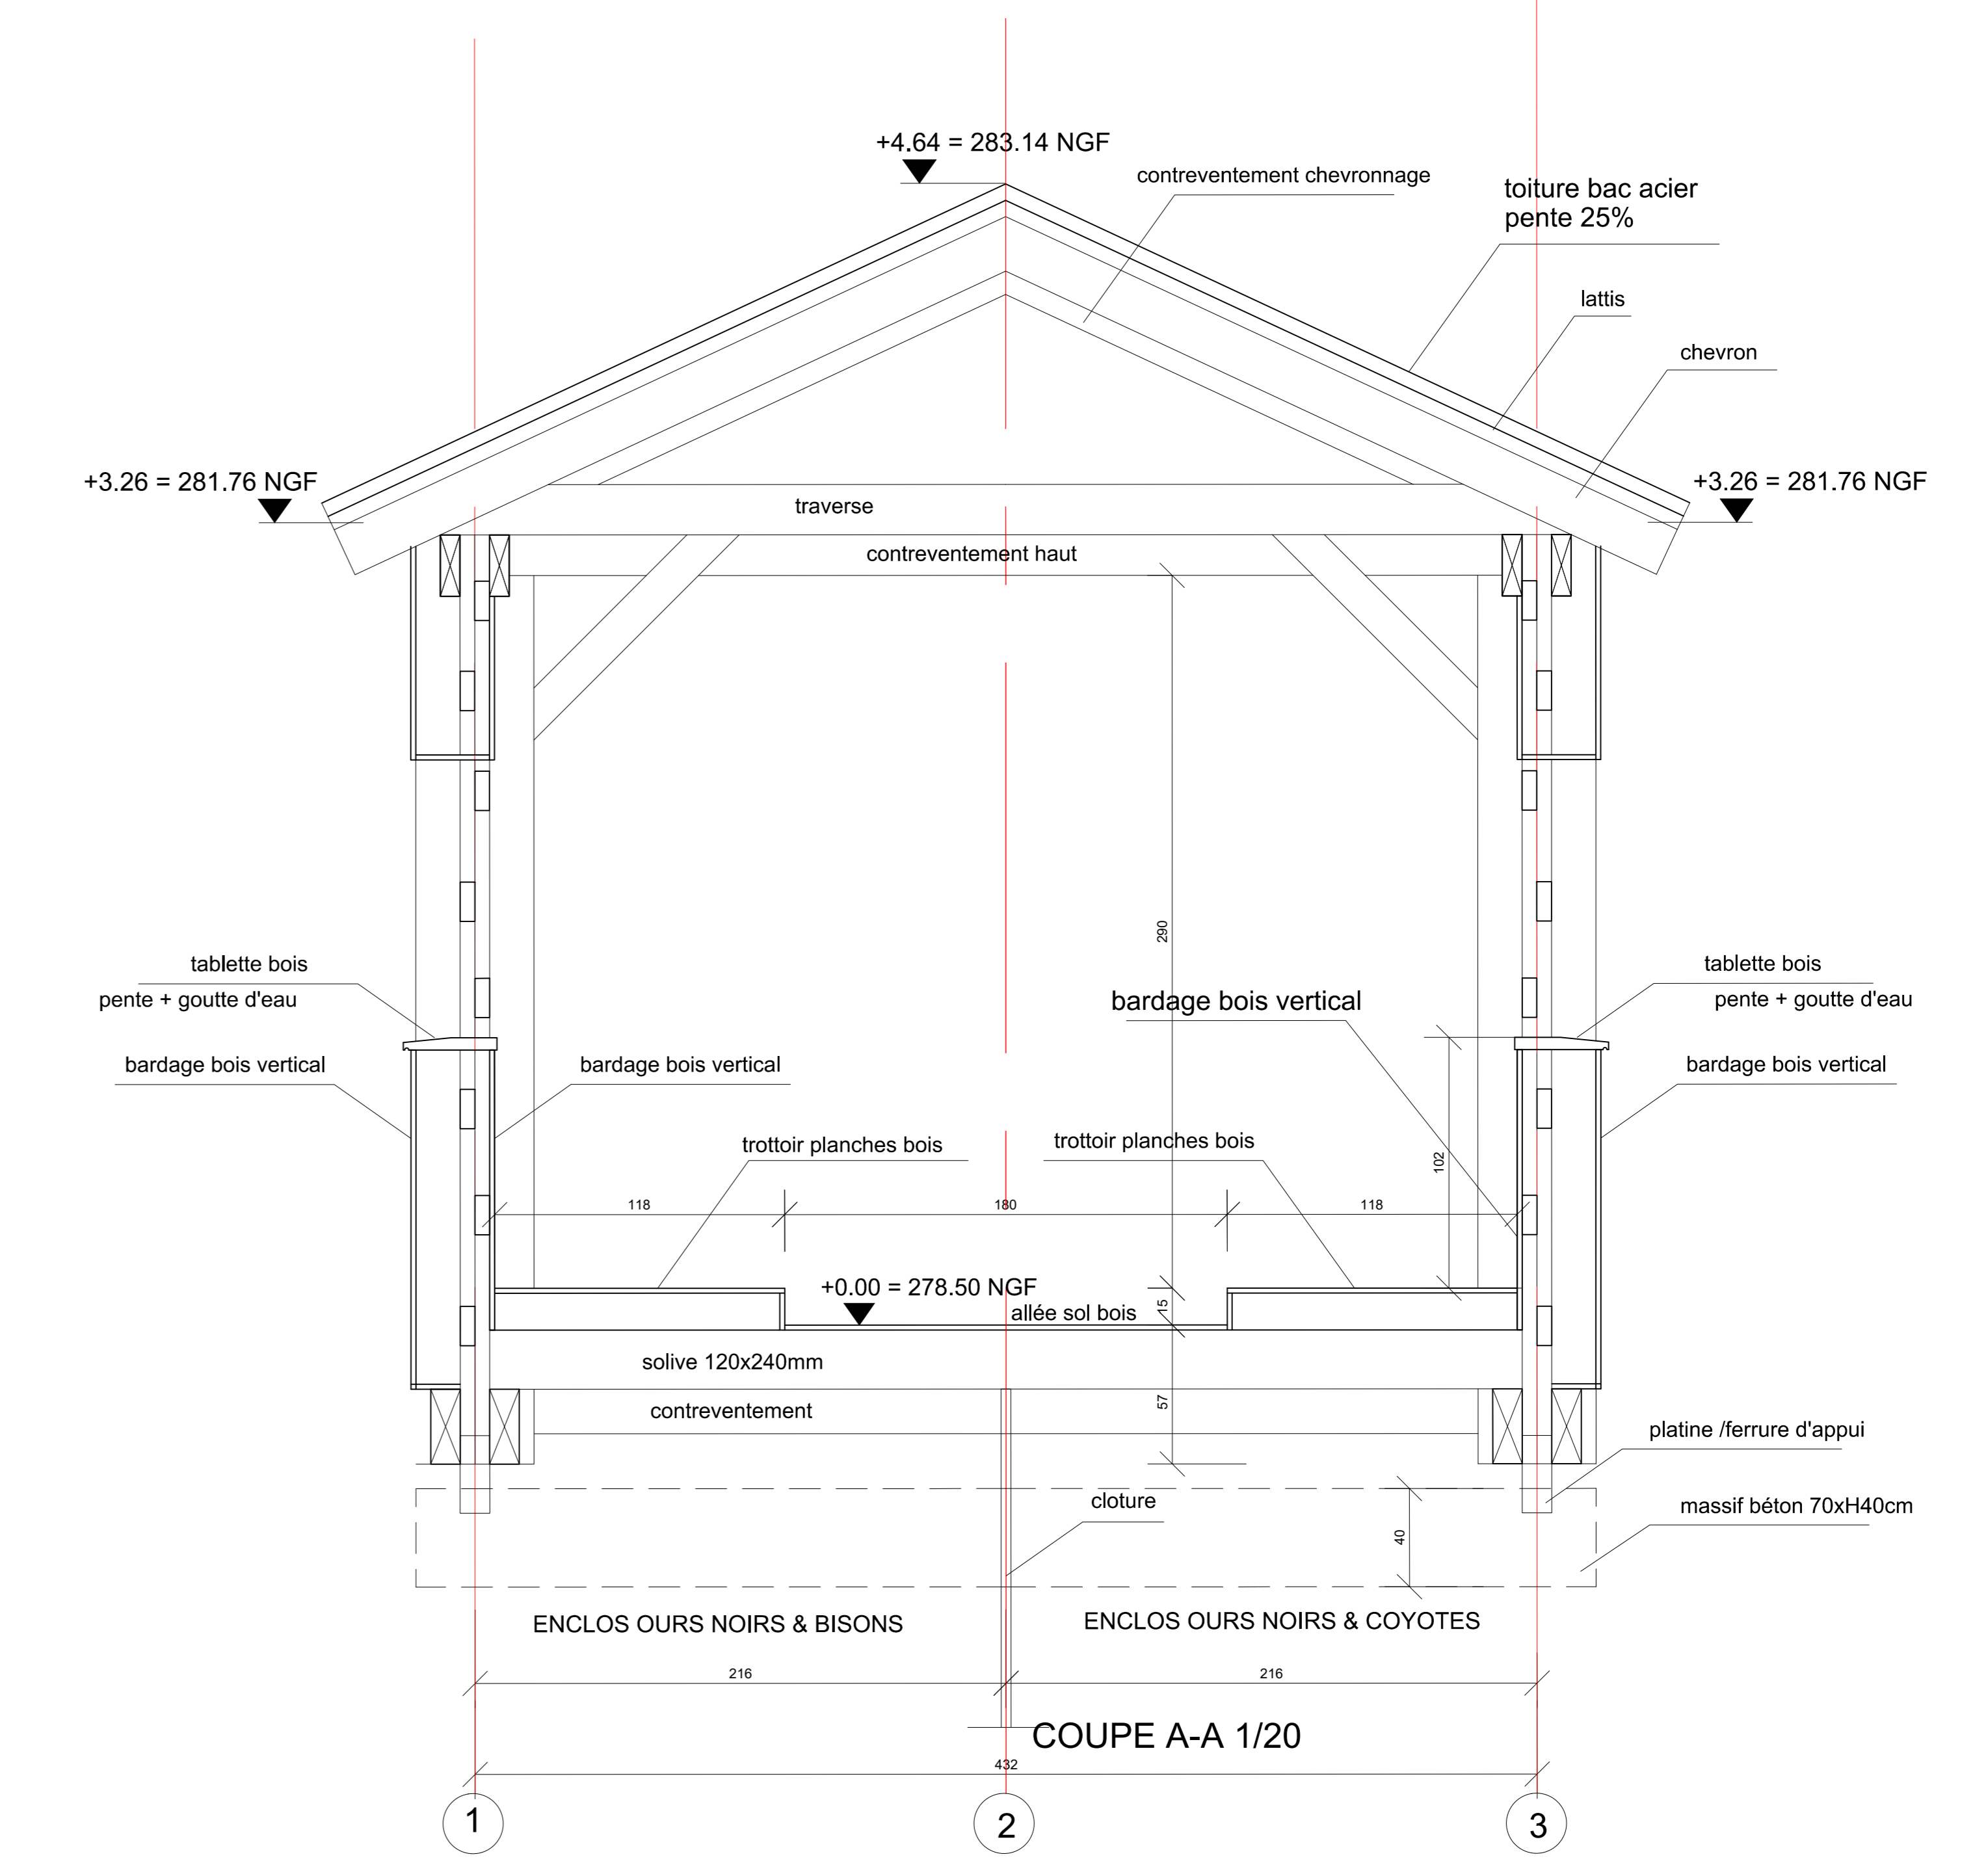 +4.64 = 283.14 NGF
contreventement chevronnage
toiture bac acier
pente 25%
lattis
chevron
+3.26 = 281.76 NGF
+3.26 = 281.76 NGF
traverse
contreventement haut
290
tablette bois
pente + goutte d'eau
bardage bois vertical
bardage bois vertical
bardage bois vertical
tablette bois
pente + goutte d'eau
bardage bois vertical
trottoir planches bois
trottoir planches bois
102
118
180
118
+0.00 = 278.50 NGF
allée sol bois
15
solive 120x240mm
contreventement
57
platine /ferrure d'appui
cloture
massif béton 70xH40cm
40
ENCLOS OURS NOIRS & BISONS
ENCLOS OURS NOIRS & COYOTES
216
216
COUPE A-A 1/20
432
1
2
3